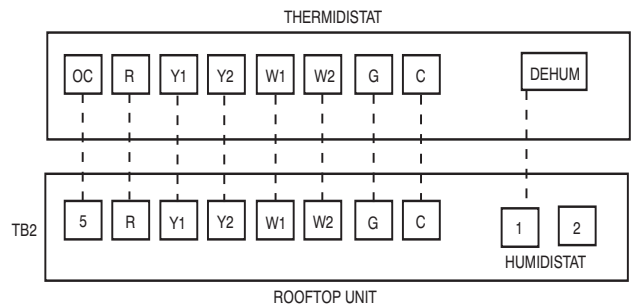 THERMIDISTAT
OC R Y1 Y2 W1 W2 G C DEHUM
TB2 5 R Y1 Y2 W1 W2 G C 1 2
HUMIDISTAT
ROOFTOP UNIT